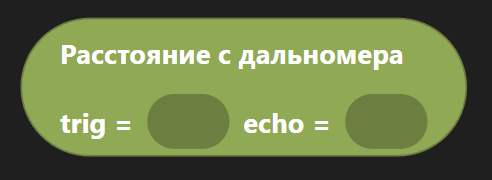 Расстояние с дальномера
trig = echo =